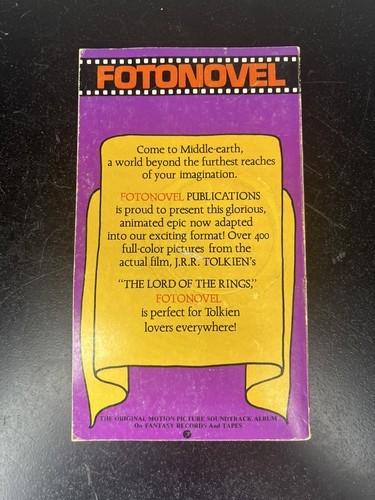 FOTONOVEL
Come to Middle-earth,
a world beyond the furthest reaches
of your imagination.
FOTONOVEL PUBLICATIONS
is proud to present this glorious,
animated epic now adapted
into our exciting format! Over 400
full-color pictures from the
actual film, J.R.R. TOLKIEN's
"THE LORD OF THE RINGS,"
FOTONOVEL
is perfect for Tolkien
lovers everywhere!
THE ORIGINAL MOTION PICTURE SOUNDTRACK ALBUM
On FANTASY RECORDS And TAPES